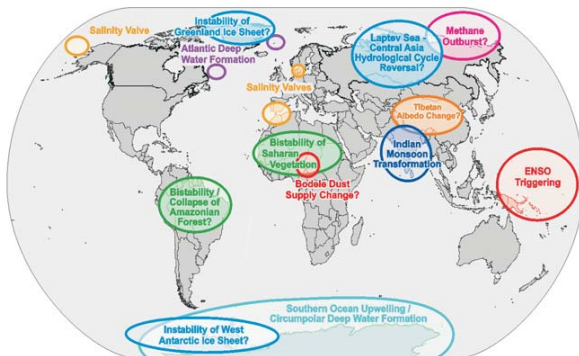 Salinity Valve
Instability of
Greenland Ice Sheet?
Atlantic Deep
Water Formation
Salinity Valves
Laptev Sea -
Central Asia
Hydrological Cycle
Reversal?
Methane
Outburst?
Tibetan
Albedo Change?
Bistability of
Saharan
Vegetation
Indian
Monsoon
Transformation
Bodele Dust
Supply Change?
ENSO
Triggering
Bistability /
Collapse of
Amazonian
Forest?
Southern Ocean Upwelling /
Circumpolar Deep Water Formation
Instability of West
Antarctic Ice Sheet?